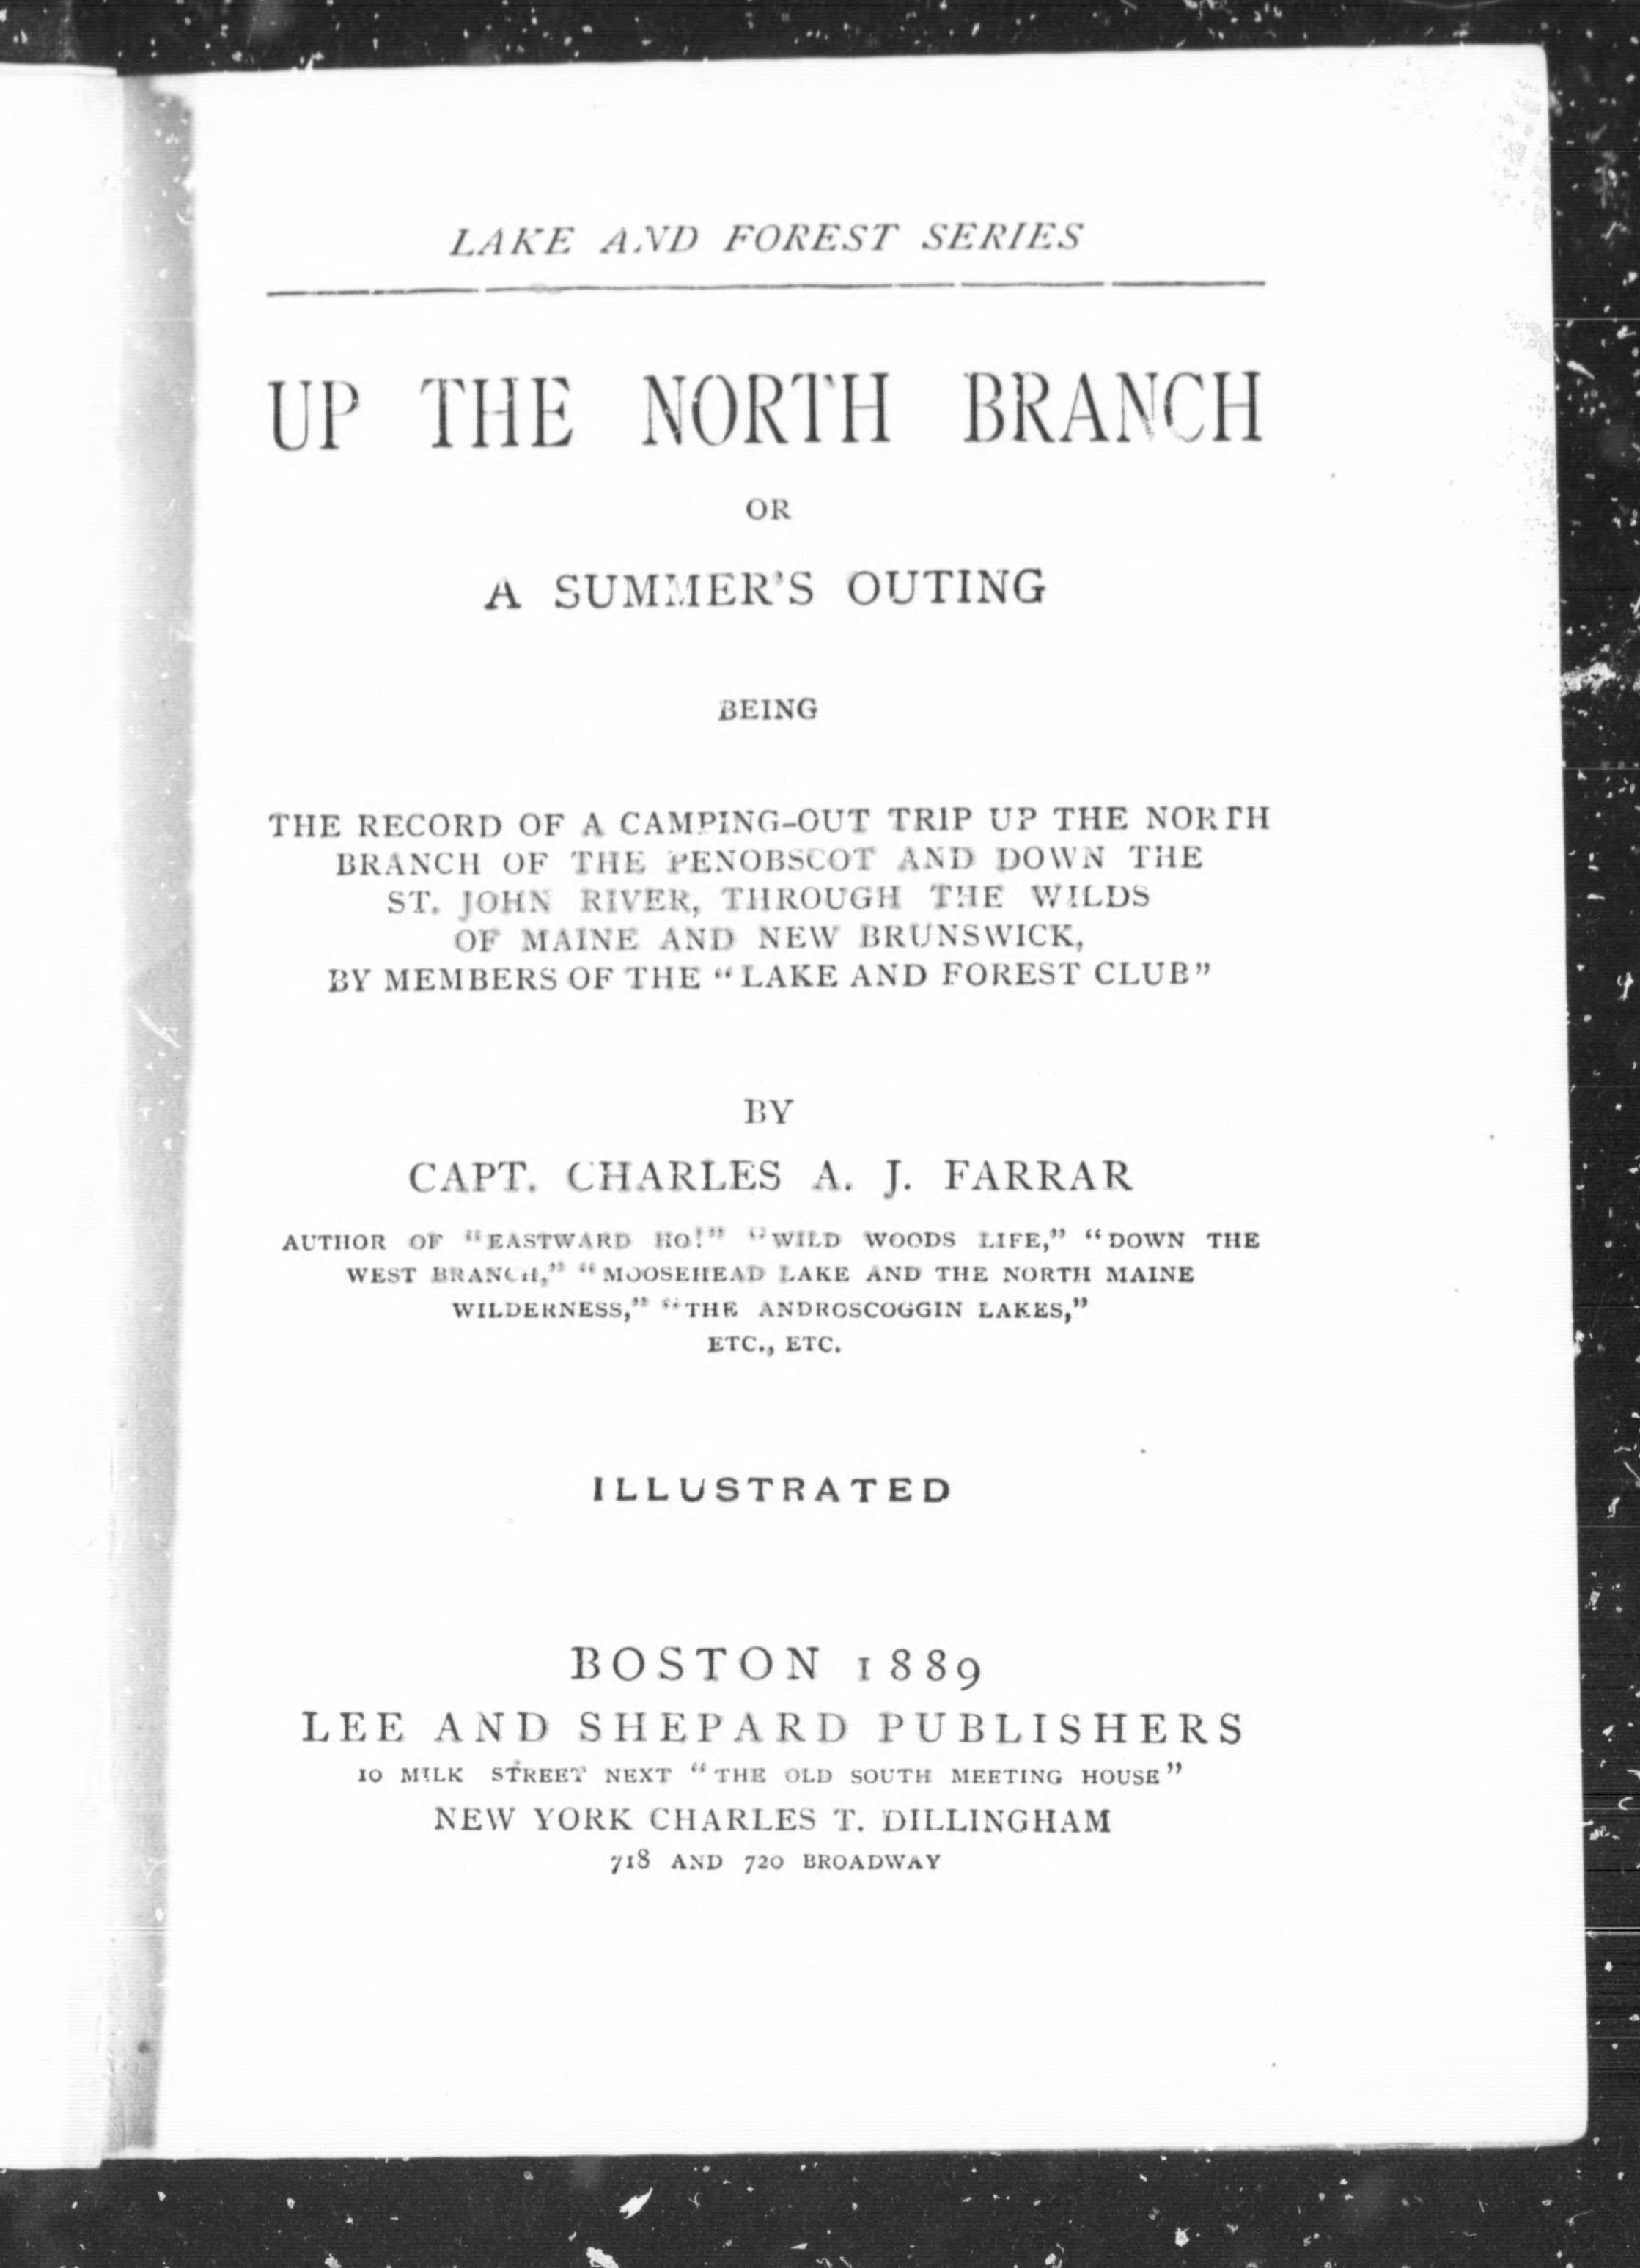 LAKE AND FOREST SERIES
UP THE NORTH BRANCH
OR
A SUMMER'S OUTING
BEING
THE RECORD OF A CAMPING-OUT TRIP UP THE NORTH
BRANCH OF THE PENOBSCOT AND DOWN THE
ST. JOHN RIVER, THROUGH THE WILDS
OF MAINE AND NEW BRUNSWICK,
BY MEMBERS OF THE "LAKE AND FOREST CLUB"
BY
CAPT. CHARLES A. J. FARRAR
AUTHOR OF "EASTWARD HO!" "WILD WOODS LIFE," "DOWN THE
WEST BRANCH," "MOOSEHEAD LAKE AND THE NORTH MAINE
WILDERNESS," "THE ANDROSCOGGIN LAKES,"
ETC., ETC.
ILLUSTRATED
BOSTON 1889
LEE AND SHEPARD PUBLISHERS
10 MILK STREET NEXT "THE OLD SOUTH MEETING HOUSE"
NEW YORK CHARLES T. DILLINGHAM
718 AND 720 BROADWAY